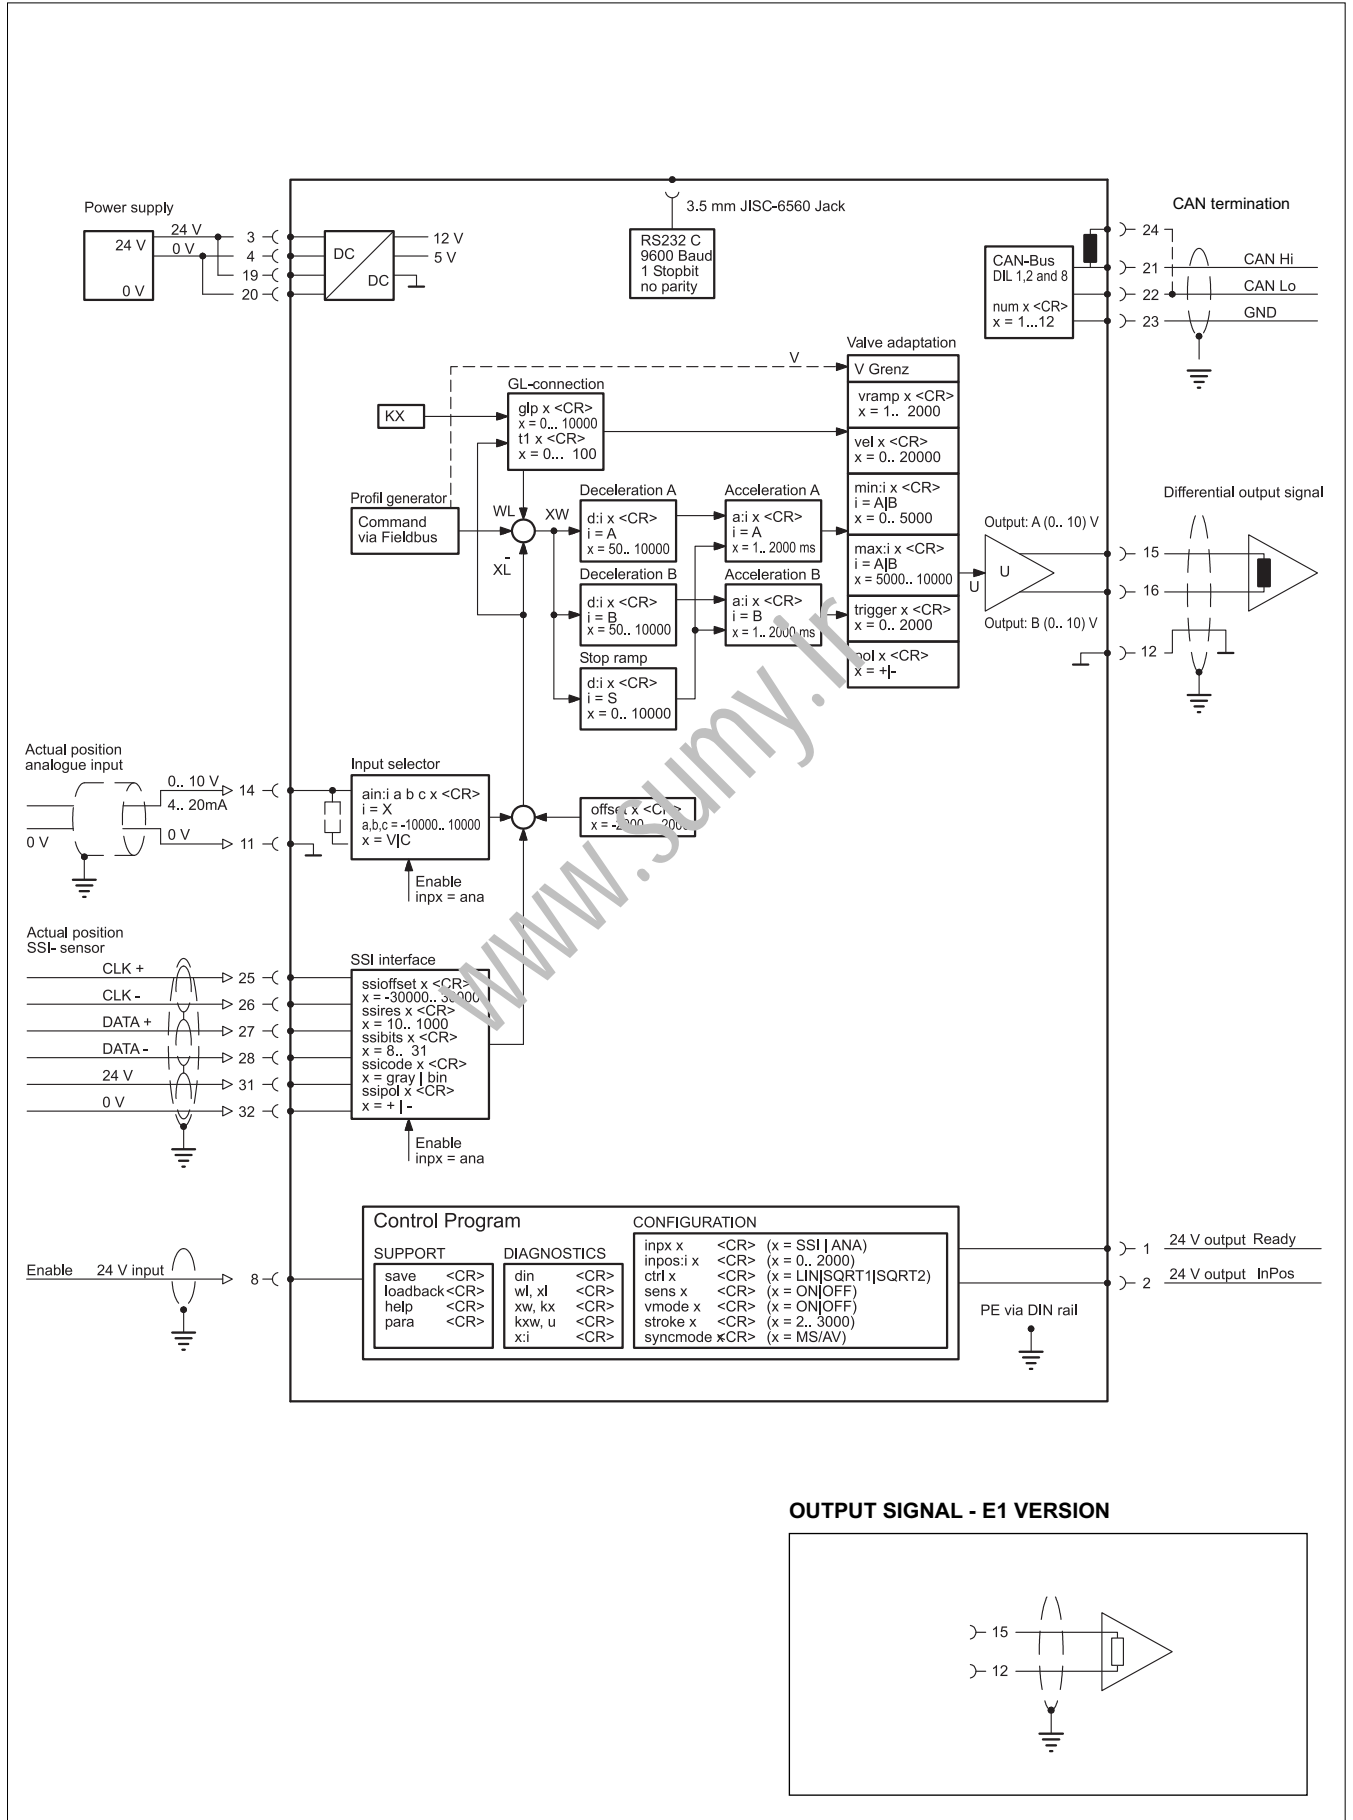 3.5 mm JISC-6560 Jack
RS232 C
9600 Baud
1 Stopbit
no parity
Power supply
24 V
0 V
24 V
0 V
3
4
19
20
DC
DC
12 V
5 V
CAN termination
CAN-Bus
DIL 1,2 and 8
num x <CR>
x = 1...12
24
21
22
23
CAN Hi
CAN Lo
GND
V
KX
GL-connection
glp x <CR>
x = 0... 10000
t1 x <CR>
x = 0... 100
Valve adaptation
V Grenz
vramp x <CR>
x = 1.. 2000
vel x <CR>
x = 0.. 20000
min:i x <CR>
i = A|B
x = 0.. 5000
max:i x <CR>
i = A|B
x = 5000.. 10000
trigger x <CR>
x = 0.. 2000
pol x <CR>
x = +|-
Profil generator
Command
via Fieldbus
WL
XW
-
XL
Deceleration A
d:i x <CR>
i = A
x = 50.. 10000
Deceleration B
d:i x <CR>
i = B
x = 50.. 10000
Stop ramp
d:i x <CR>
i = S
x = 0.. 10000
Acceleration A
a:i x <CR>
i = A
x = 1.. 2000 ms
Acceleration B
a:i x <CR>
i = B
x = 1.. 2000 ms
U
U
Output: A (0.. 10) V
Output: B (0.. 10) V
Differential output signal
15
16
12
Actual position
analogue input
0.. 10 V
4.. 20mA
0 V
0 V
14
11
Input selector
ain:i a b c x <CR>
i = X
a,b,c = -10000.. 10000
x = V|C
Enable
inpx = ana
offset x <CR>
x = -2000.. 2000
www.sumy.ir
Actual position
SSI- sensor
CLK +
CLK -
DATA +
DATA -
24 V
0 V
25
26
27
28
31
32
SSI interface
ssioffset x <CR>
x = -30000.. 30000
ssires x <CR>
x = 10.. 1000
ssibits x <CR>
x = 8.. 31
ssicode x <CR>
x = gray | bin
ssipol x <CR>
x = + | -
Enable
inpx = ana
Enable 24 V input
8
Control Program
SUPPORT
save <CR>
loadback <CR>
help <CR>
para <CR>
DIAGNOSTICS
din <CR>
wl, xl <CR>
xw, kx <CR>
kxw, u <CR>
x:i <CR>
CONFIGURATION
inpx x <CR> (x = SSI | ANA)
inpos:i x <CR> (x = 0.. 2000)
ctrl x <CR> (x = LIN|SQRT1|SQRT2)
sens x <CR> (x = ON|OFF)
vmode x <CR> (x = ON|OFF)
stroke x <CR> (x = 2.. 3000)
syncmode x <CR> (x = MS/AV)
1
2
24 V output Ready
24 V output InPos
PE via DIN rail
OUTPUT SIGNAL - E1 VERSION
15
12